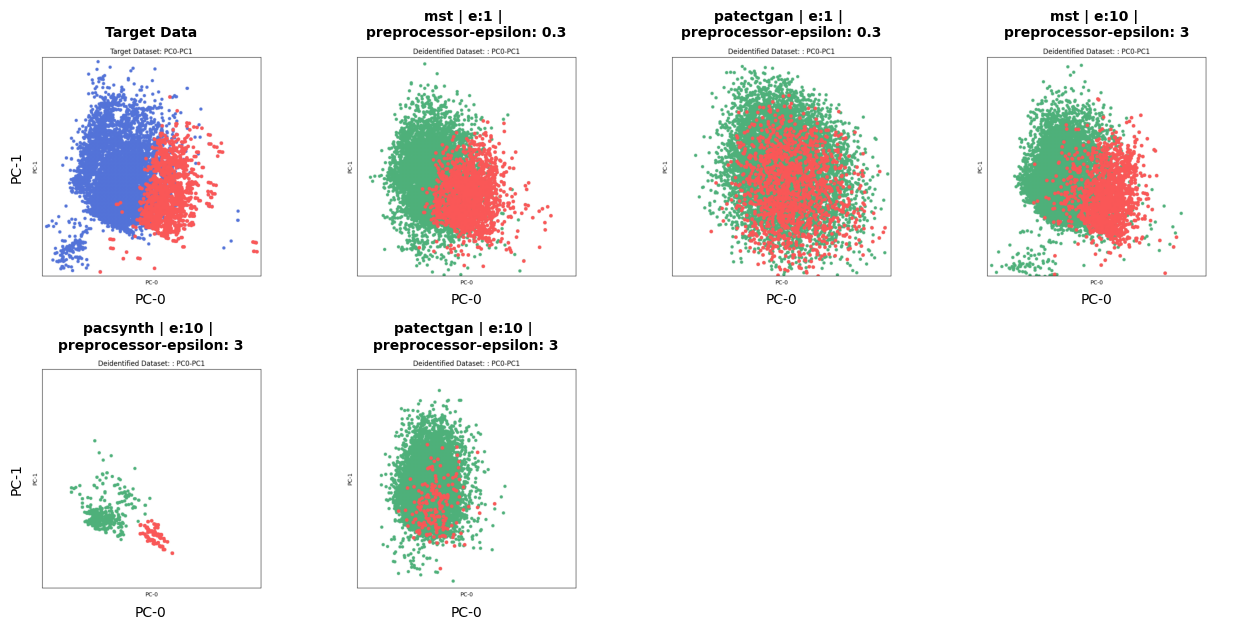 Target Data
Target Dataset: PC0-PC1
PC-1
PC-1
PC-0
PC-0
mst | e:1 |
preprocessor-epsilon: 0.3
Deidentified Dataset: : PC0-PC1
PC-1
PC-0
PC-0
patectgan | e:1 |
preprocessor-epsilon: 0.3
Deidentified Dataset: : PC0-PC1
PC-1
PC-0
PC-0
mst | e:10 |
preprocessor-epsilon: 3
Deidentified Dataset: : PC0-PC1
PC-1
PC-0
PC-0
pacsynth | e:10 |
preprocessor-epsilon: 3
Deidentified Dataset: : PC0-PC1
PC-1
PC-1
PC-0
PC-0
patectgan | e:10 |
preprocessor-epsilon: 3
Deidentified Dataset: : PC0-PC1
PC-1
PC-0
PC-0